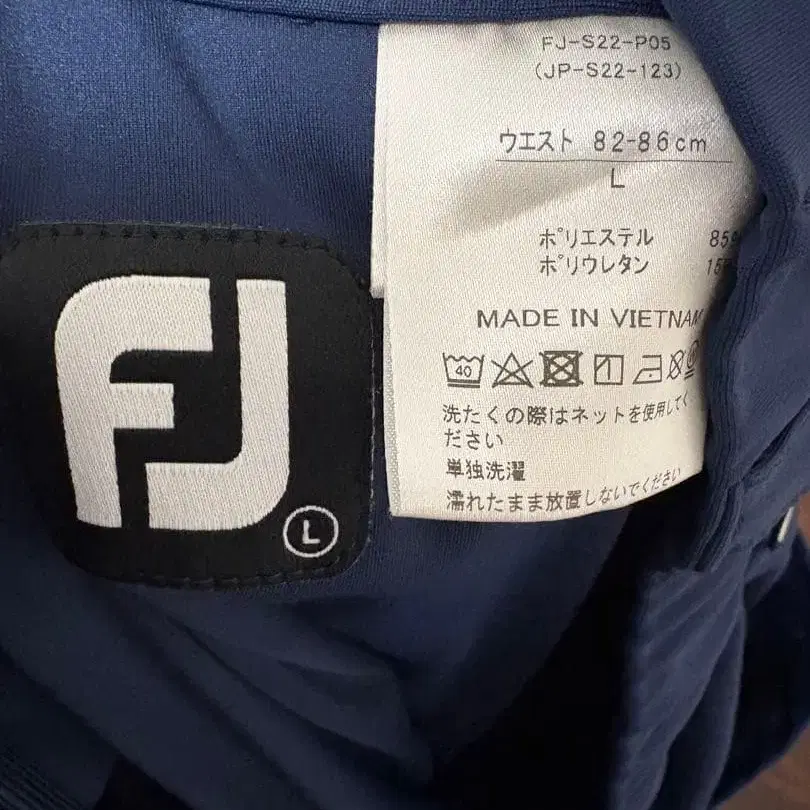 FJ
L
FJ-S22-P05
(JP-S22-123)
ウエスト 82-86cm
L
ポリエステル
ポリウレタン
MADE IN VIETNAM
40
洗たくの際はネットを使用してく
ださい
単独洗濯
濡れたまま放置しないでください